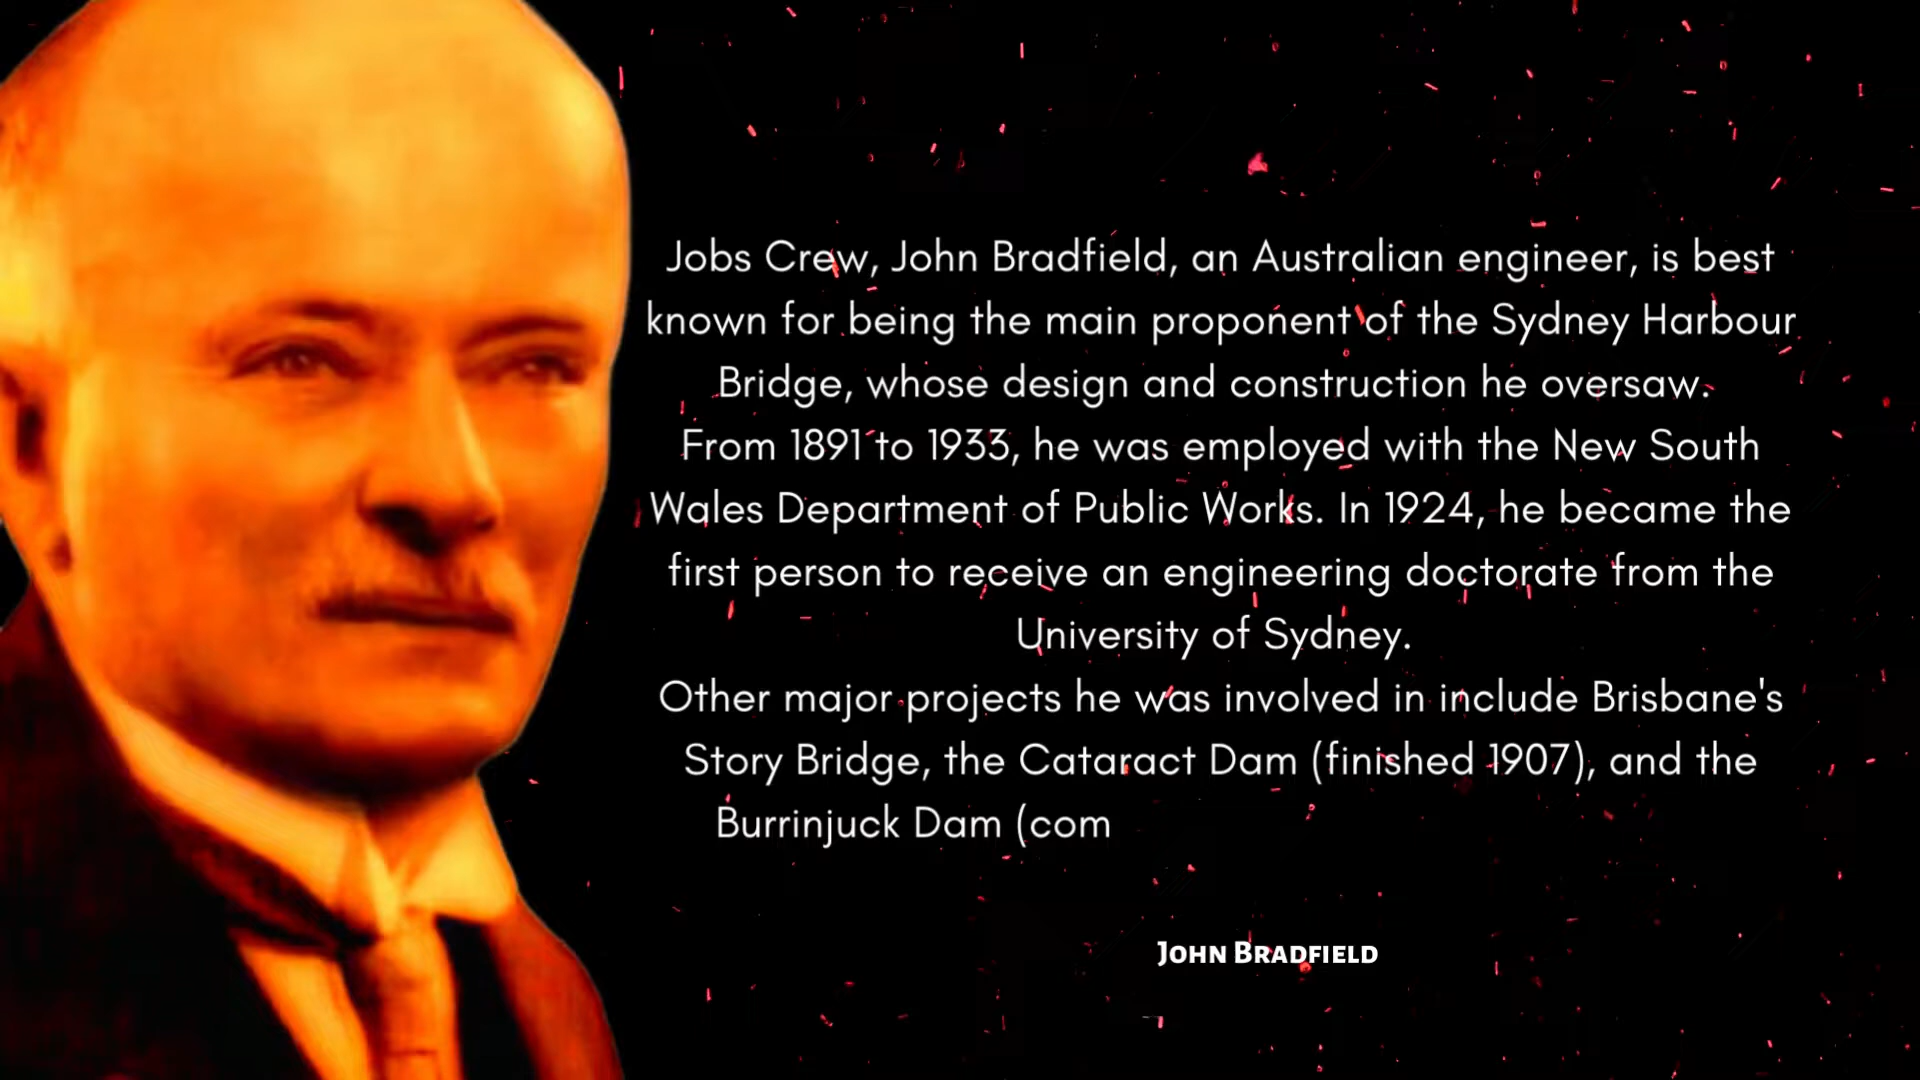 Jobs Crew, John Bradfield, an Australian engineer, is best
known for being the main proponent of the Sydney Harbour
Bridge, whose design and construction he oversaw.
From 1891 to 1933, he was employed with the New South
Wales Department of Public Works. In 1924, he became the
first person to receive an engineering doctorate from the
University of Sydney.
Other major projects he was involved in include Brisbane's
Story Bridge, the Cataract Dam (finished 1907), and the
Burrinjuck Dam (com
John Bradfield